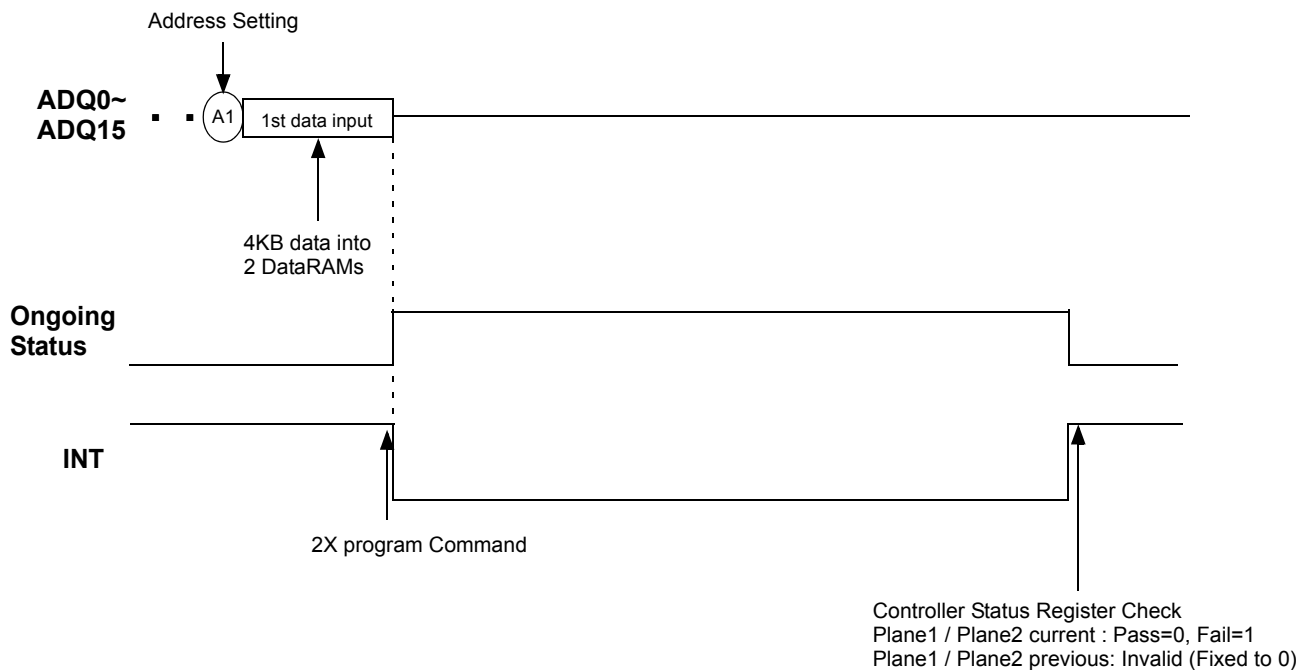 Address Setting
ADQ0~
ADQ15
A1
1st data input
4KB data into
2 DataRAMs
Ongoing
Status
INT
2X program Command
Controller Status Register Check
Plane1 / Plane2 current : Pass=0, Fail=1
Plane1 / Plane2 previous: Invalid (Fixed to 0)